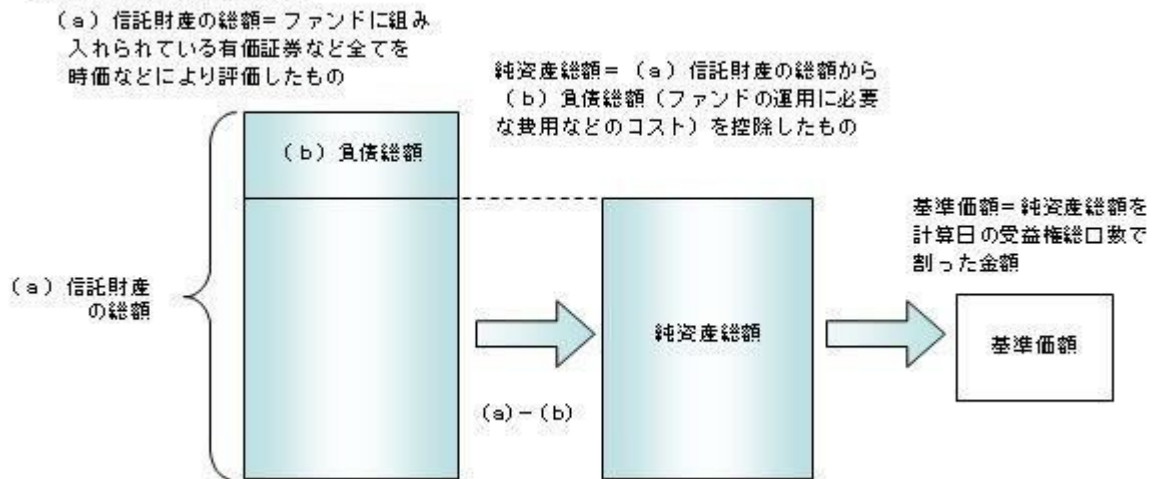 (a)信託財産の総額=ファンドに組み
入れられている有価証券など全てを
時価などにより評価したもの
純資産総額=(a)信託財産の総額から
(b)負債総額(ファンドの運用に必要
な費用などのコスト)を控除したもの
(b)負債総額
基準価額=純資産総額を
計算日の受益権総口数で
割った金額
(a)信託財産
の総額
純資産総額
基準価額
(a)-(b)